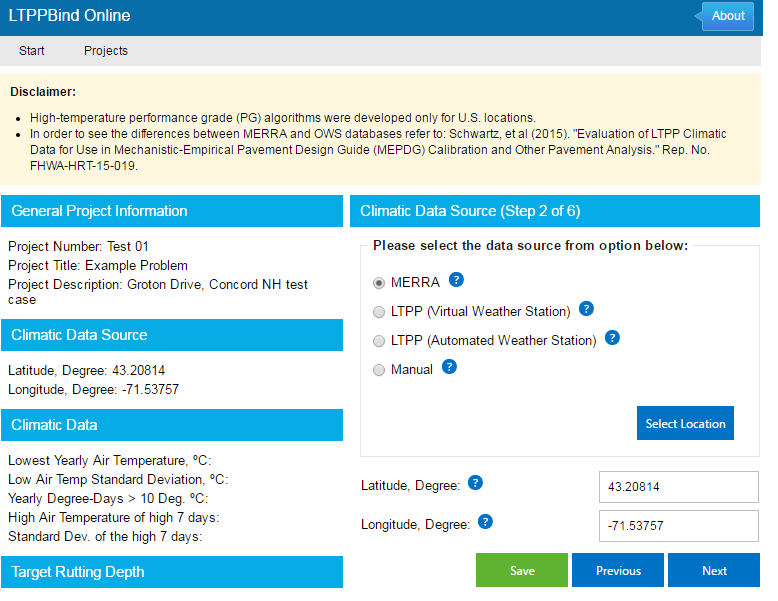 LTPPBind Online
About
Start
Projects
Disclaimer:
• High-temperature performance grade (PG) algorithms were developed only for U.S. locations.
• In order to see the differences between MERRA and OWS databases refer to: Schwartz, et al (2015). "Evaluation of LTPP Climatic
Data for Use in Mechanistic-Empirical Pavement Design Guide (MEPDG) Calibration and Other Pavement Analysis." Rep. No.
FHWA-HRT-15-019.
General Project Information
Project Number: Test 01
Project Title: Example Problem
Project Description: Groton Drive, Concord NH test
case
Climatic Data Source
Latitude, Degree: 43.20814
Longitude, Degree: -71.53757
Climatic Data
Lowest Yearly Air Temperature, ºC:
Low Air Temp Standard Deviation, ºC:
Yearly Degree-Days > 10 Deg. ºC:
High Air Temperature of high 7 days:
Standard Dev. of the high 7 days:
Target Rutting Depth
Climatic Data Source (Step 2 of 6)
Please select the data source from option below:
MERRA ?
LTPP (Virtual Weather Station) ?
LTPP (Automated Weather Station) ?
Manual ?
Select Location
Latitude, Degree: ? 43.20814
Longitude, Degree: ? -71.53757
Save
Previous
Next